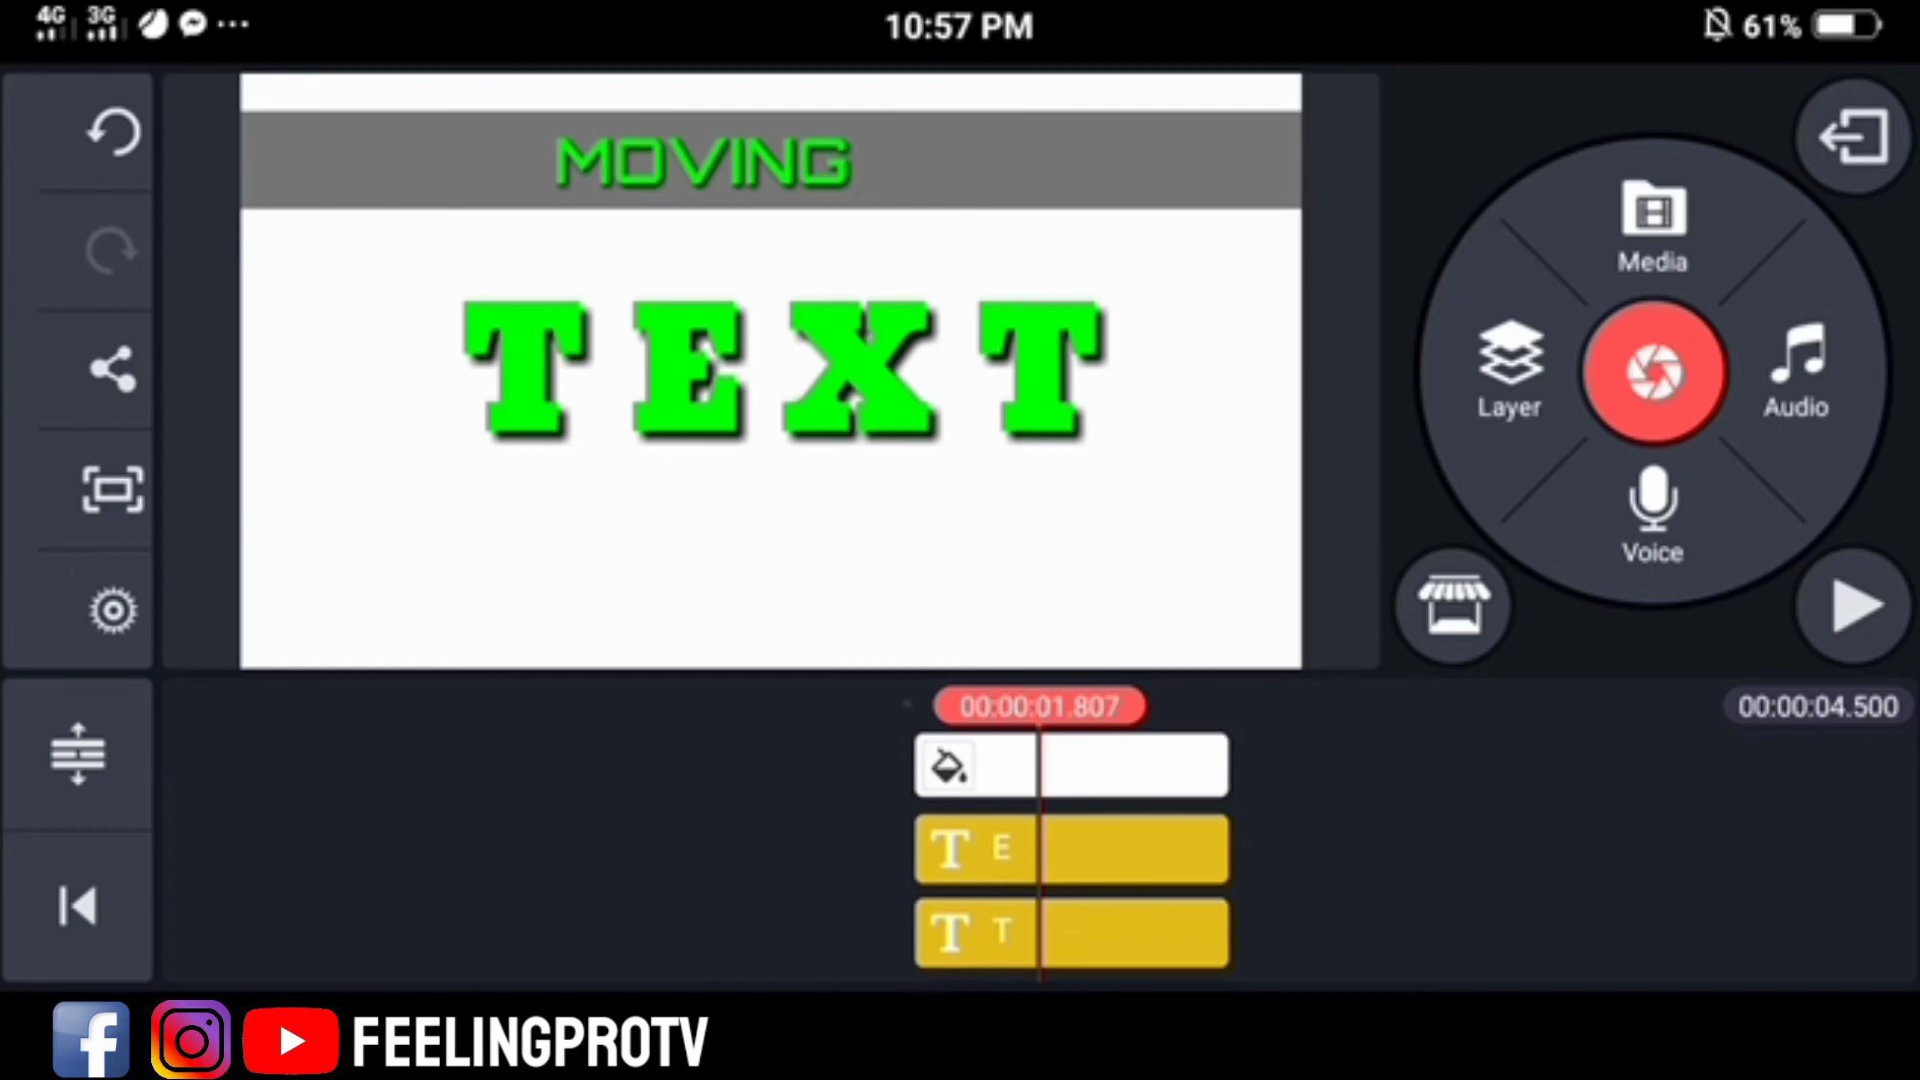 4G 3G 10:57 PM 61%
MOVING
TEXT
Media
Layer
Audio
Voice
00:00:01.807
00:00:04.500
T E
T T
FEELINGPROTV